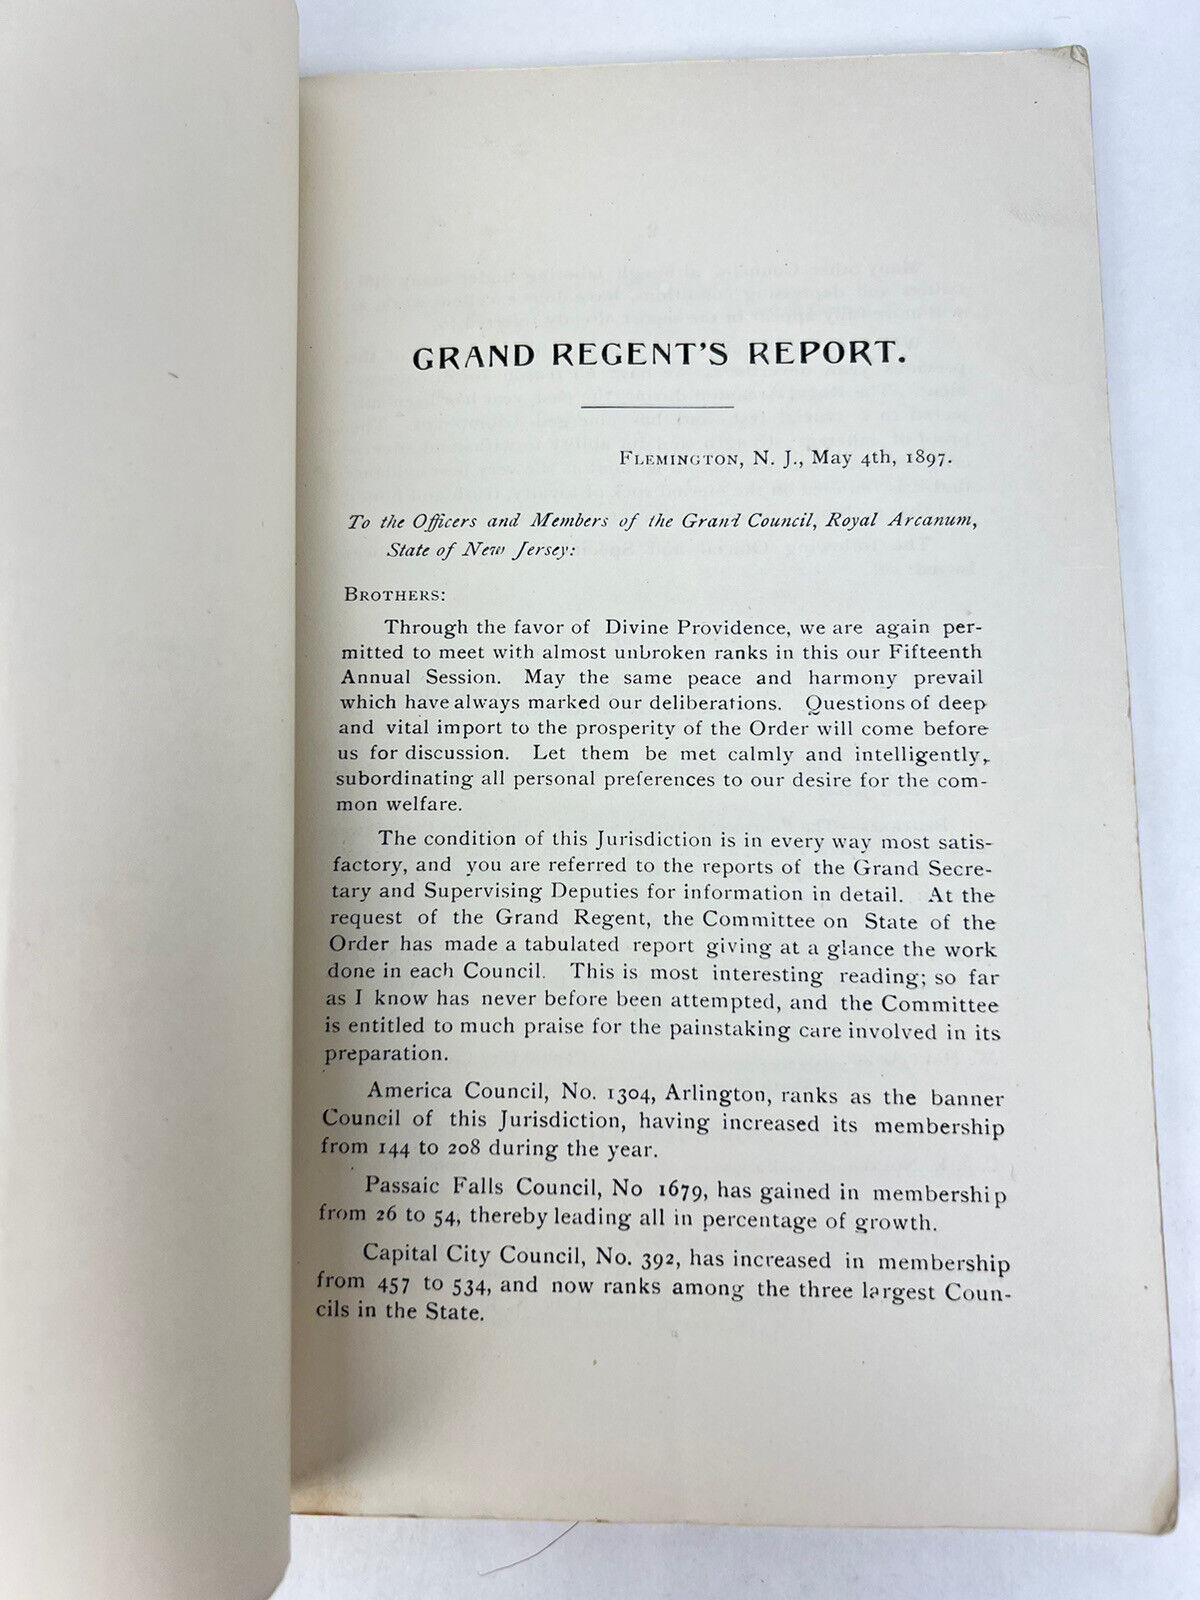 GRAND REGENT'S REPORT.
FLEMINGTON, N. J., May 4th, 1897.
To the Officers and Members of the Grand Council, Royal Arcanum,
State of New Jersey:
BROTHERS:
Through the favor of Divine Providence, we are again per-
mitted to meet with almost unbroken ranks in this our Fifteenth
Annual Session. May the same peace and harmony prevail
which have always marked our deliberations. Questions of deep
and vital import to the prosperity of the Order will come before
us for discussion. Let them be met calmly and intelligently,
subordinating all personal preferences to our desire for the com-
mon welfare.
The condition of this Jurisdiction is in every way most satis-
factory, and you are referred to the reports of the Grand Secre-
tary and Supervising Deputies for information in detail. At the
request of the Grand Regent, the Committee on State of the
Order has made a tabulated report giving at a glance the work
done in each Council. This is most interesting reading; so far
as I know has never before been attempted, and the Committee
is entitled to much praise for the painstaking care involved in its
preparation.
America Council, No. 1304, Arlington, ranks as the banner
Council of this Jurisdiction, having increased its membership
from 144 to 208 during the year.
Passaic Falls Council, No 1679, has gained in membership
from 26 to 54, thereby leading all in percentage of growth.
Capital City Council, No. 392, has increased in membership
from 457 to 534, and now ranks among the three largest Coun-
cils in the State.